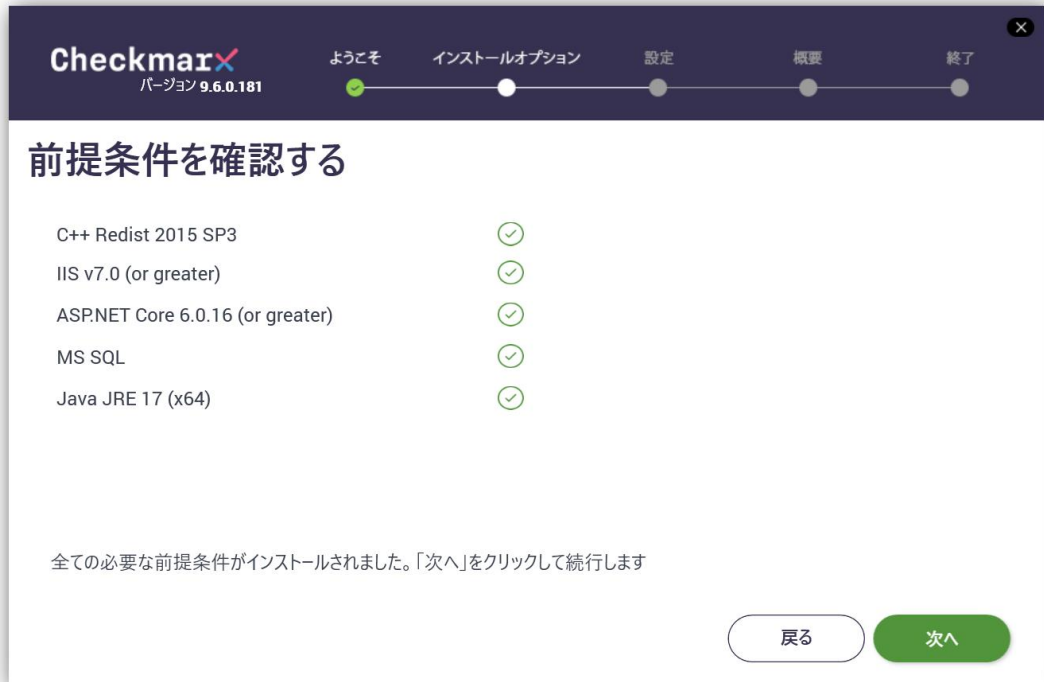 Checkmarx
バージョン 9.6.0.181
ようこそ
インストールオプション
設定
概要
終了
前提条件を確認する
C++ Redist 2015 SP3
IIS v7.0 (or greater)
ASP.NET Core 6.0.16 (or greater)
MS SQL
Java JRE 17 (x64)
全ての必要な前提条件がインストールされました。「次へ」をクリックして続行します
戻る
次へ